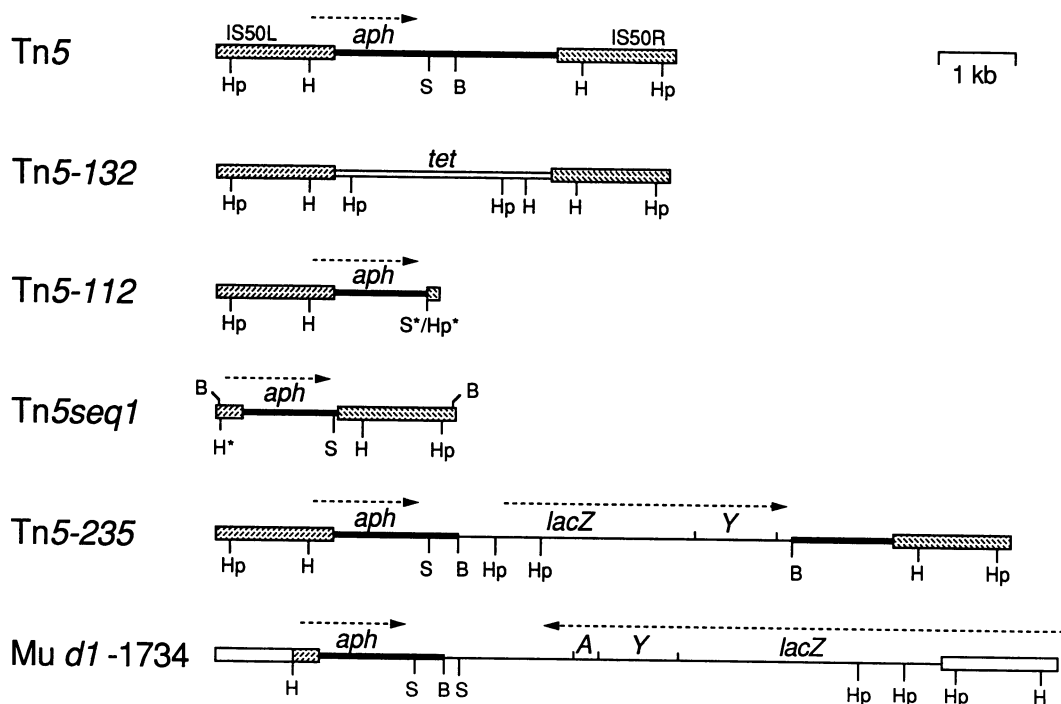 Tn5
IS50L
aph
IS50R
Hp H S B H Hp
1 kb
Tn5-132
tet
Hp H Hp Hp H H Hp
Tn5-112
aph
Hp H S*/Hp*
Tn5seq1
B aph B
H* S H Hp
Tn5-235
aph lacZ Y
Hp H S B Hp Hp B H Hp
Mu d1 -1734
aph A Y lacZ
H S B S Hp Hp Hp H